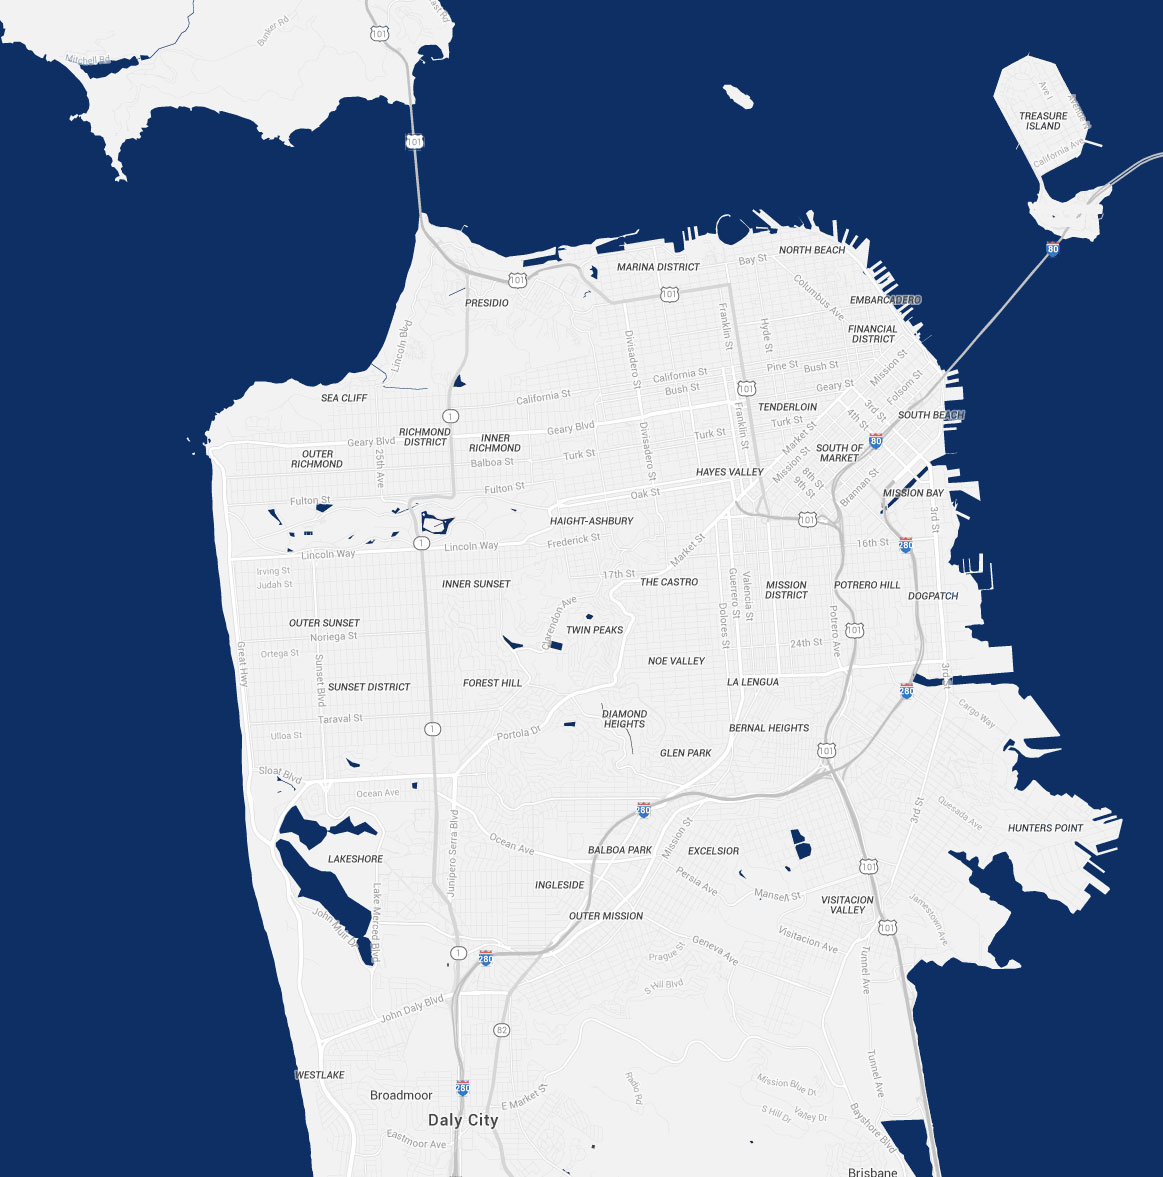 101
Bunker Rd
Mitchell Rd
101
TREASURE
ISLAND
Ave I
California Ave
80
NORTH BEACH
Bay St
MARINA DISTRICT
101
101
Columbus Ave
PRESIDIO
EMBARCADERO
FINANCIAL
DISTRICT
Lincoln Blvd
Divisadero St
Franklin St
Hyde St
Pine St
Bush St
Mission St
Folsom St
California St
Bush St
Geary St
California St
SEA CLIFF
101
TENDERLOIN
3rd St
4th St
SOUTH BEACH
1
RICHMOND
DISTRICT
INNER
RICHMOND
Geary Blvd
Geary Blvd
Divisadero St
Turk St
Franklin St
Turk St
Market St
Mission St
80
OUTER
RICHMOND
25th Ave
Balboa St
Turk St
SOUTH OF
MARKET
HAYES VALLEY
8th St
9th St
Brannan St
Fulton St
Fulton St
Oak St
MISSION BAY
HAIGHT-ASHBURY
101
3rd St
1
Lincoln Way
Lincoln Way
Frederick St
Market St
16th St
280
Irving St
Judah St
INNER SUNSET
17th St
THE CASTRO
Guerrero St
Valencia St
MISSION
DISTRICT
POTRERO HILL
DOGPATCH
Clarendon Ave
Dolores St
Potrero Ave
OUTER SUNSET
Noriega St
TWIN PEAKS
101
24th St
Great Hwy
Ortega St
Sunset Blvd
NOE VALLEY
SUNSET DISTRICT
FOREST HILL
LA LENGUA
280
3rd St
Taraval St
DIAMOND
HEIGHTS
Cargo Way
Ulloa St
1
Portola Dr
BERNAL HEIGHTS
GLEN PARK
101
Sloat Blvd
Ocean Ave
280
3rd St
Quesada Ave
HUNTERS POINT
Junipero Serra Blvd
Ocean Ave
Mission St
LAKESHORE
BALBOA PARK
EXCELSIOR
101
INGLESIDE
Persia Ave
Mansell St
Lake Merced Blvd
VISITACION
VALLEY
OUTER MISSION
Jamestown Ave
John Muir Dr
101
Visitacion Ave
1
280
Prague St
Geneva Ave
Tunnel Ave
S Hill Blvd
John Daly Blvd
82
WESTLAKE
280
Broadmoor
Radio Rd
Tunnel Ave
E Market St
Mission Blue Dr
S Hill Dr
Valley Dr
Daly City
Bayshore Blvd
Eastmoor Ave
Brisbane